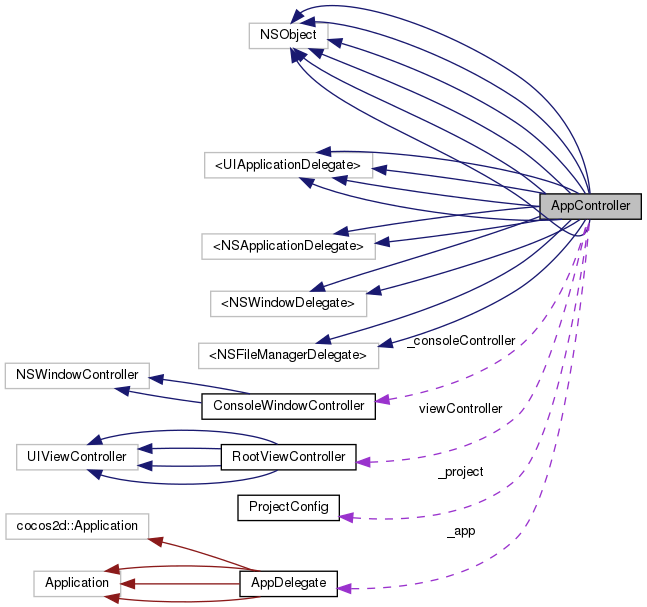 NSObject
<UIApplicationDelegate>
AppController
<NSApplicationDelegate>
<NSWindowDelegate>
_consoleController
<NSFileManagerDelegate>
NSWindowController
ConsoleWindowController
viewController
UIViewController
RootViewController
_project
ProjectConfig
cocos2d::Application
_app
Application
AppDelegate